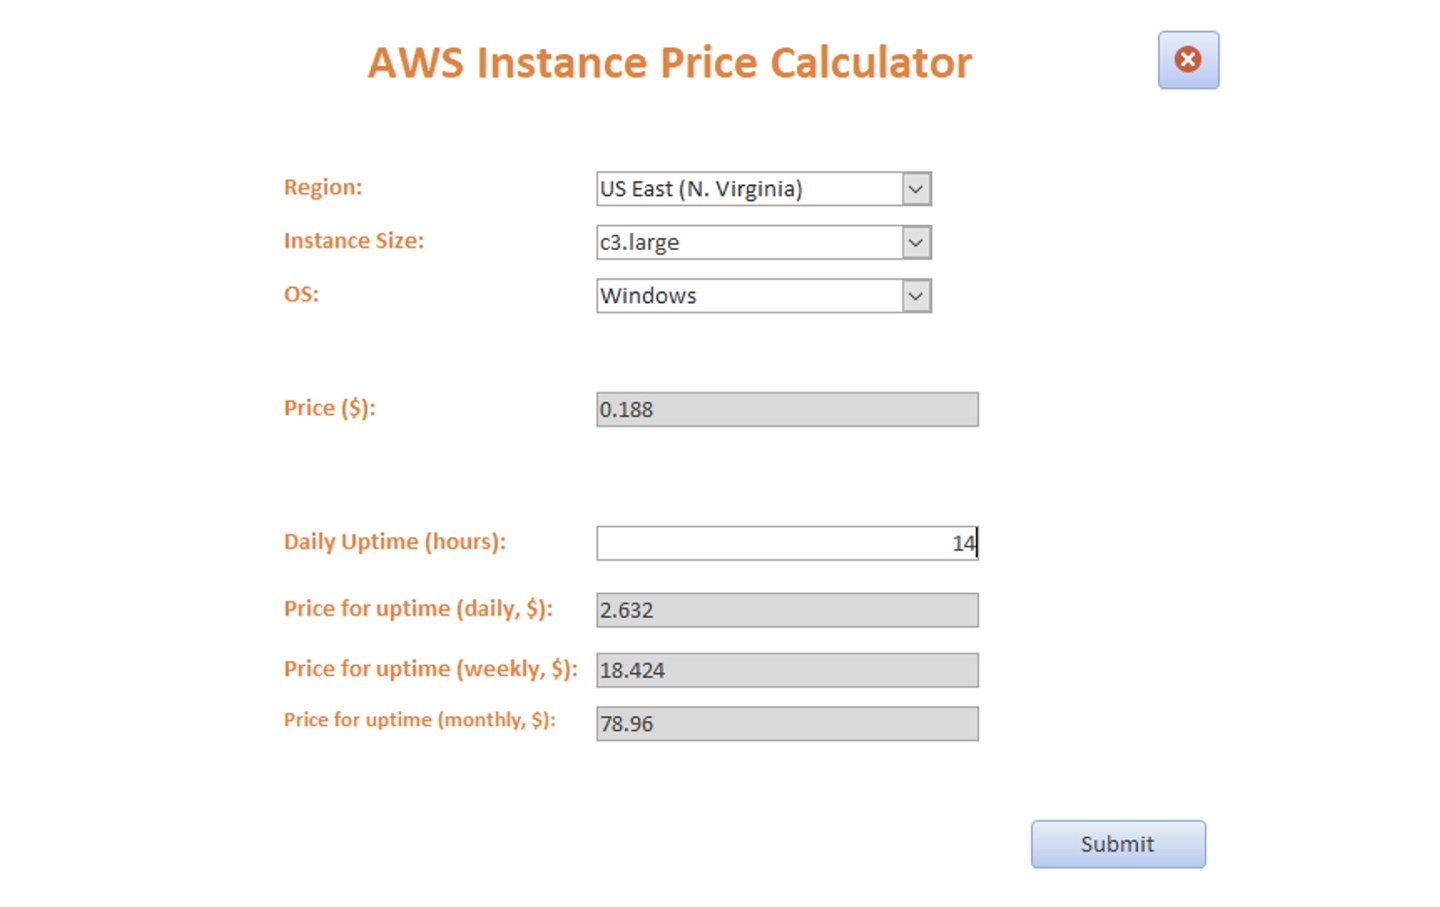 AWS Instance Price Calculator
Region: US East (N. Virginia)
Instance Size: c3.large
OS: Windows
Price ($): 0.188
Daily Uptime (hours): 14
Price for uptime (daily, $): 2.632
Price for uptime (weekly, $): 18.424
Price for uptime (monthly, $): 78.96
Submit